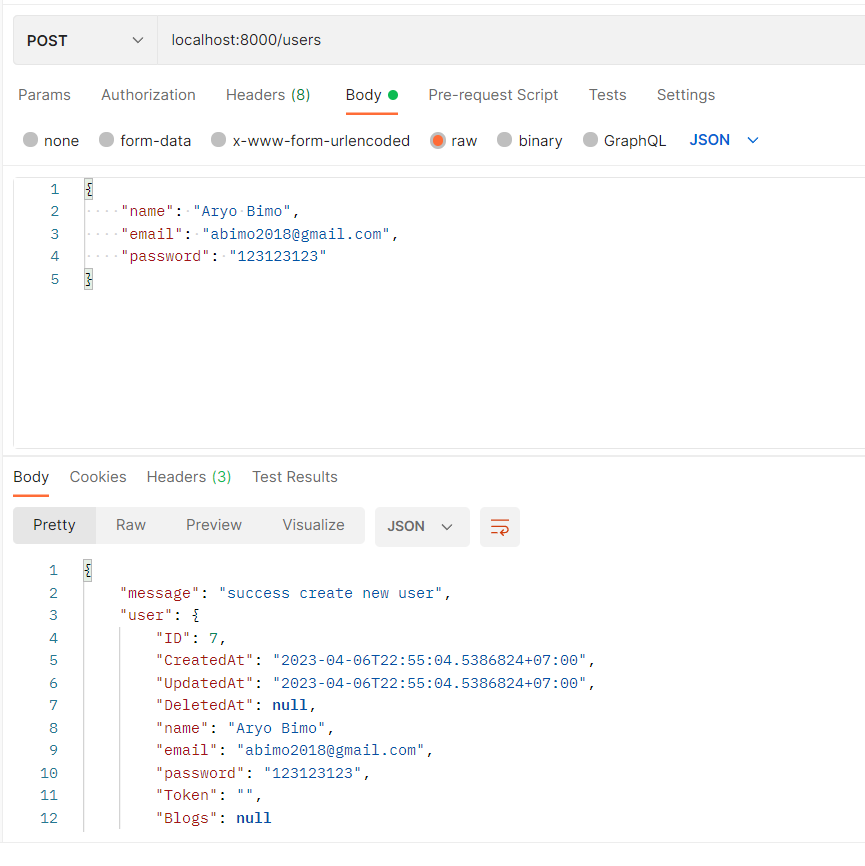 POST localhost:8000/users
Params Authorization Headers (8) Body Pre-request Script Tests Settings
none form-data x-www-form-urlencoded raw binary GraphQL JSON
1 {
2 "name": "Aryo Bimo",
3 "email": "abimo2018@gmail.com",
4 "password": "123123123"
5 }
Body Cookies Headers (3) Test Results
Pretty Raw Preview Visualize JSON
1 {
2 "message": "success create new user",
3 "user": {
4 "ID": 7,
5 "CreatedAt": "2023-04-06T22:55:04.5386824+07:00",
6 "UpdatedAt": "2023-04-06T22:55:04.5386824+07:00",
7 "DeletedAt": null,
8 "name": "Aryo Bimo",
9 "email": "abimo2018@gmail.com",
10 "password": "123123123",
11 "Token": "",
12 "Blogs": null